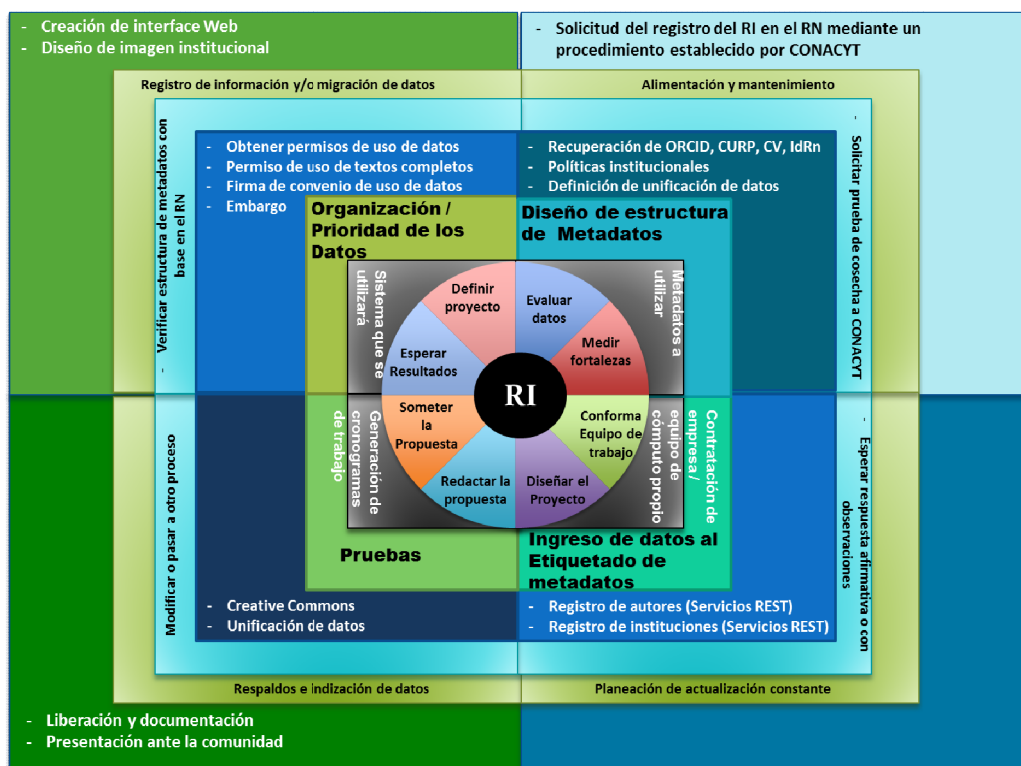 - Creación de interface Web
- Diseño de imagen institucional
- Solicitud del registro del RI en el RN mediante un
procedimiento establecido por CONACYT
Registro de información y/o migración de datos
Alimentación y mantenimiento
- Verificar estructura de metadatos con
base en el RN
- Solicitar prueba de cosecha a CONACYT
- Obtener permisos de uso de datos
- Permiso de uso de textos completos
- Firma de convenio de uso de datos
- Embargo
- Recuperación de ORCID, CURP, CV, IdRn
- Políticas institucionales
- Definición de unificación de datos
Organización /
Prioridad de los
Datos
Diseño de estructura
de Metadatos
Sistema que se
utilizará
Metadatos a
utilizar
Definir
proyecto
Evaluar
datos
Esperar
Resultados
Medir
fortalezas
RI
Someter
la
Propuesta
Conforma
Equipo de
trabajo
Redactar la
propuesta
Diseñar el
Proyecto
Generación de
cronogramas
de trabajo
Contratación de
empresa /
equipo de
cómputo propio
Pruebas
Ingreso de datos al
Etiquetado de
metadatos
Modificar o pasar a otro proceso
- Esperar respuesta afirmativa o con
observaciones
- Creative Commons
- Unificación de datos
- Registro de autores (Servicios REST)
- Registro de instituciones (Servicios REST)
Respaldos e indización de datos
Planeación de actualización constante
- Liberación y documentación
- Presentación ante la comunidad